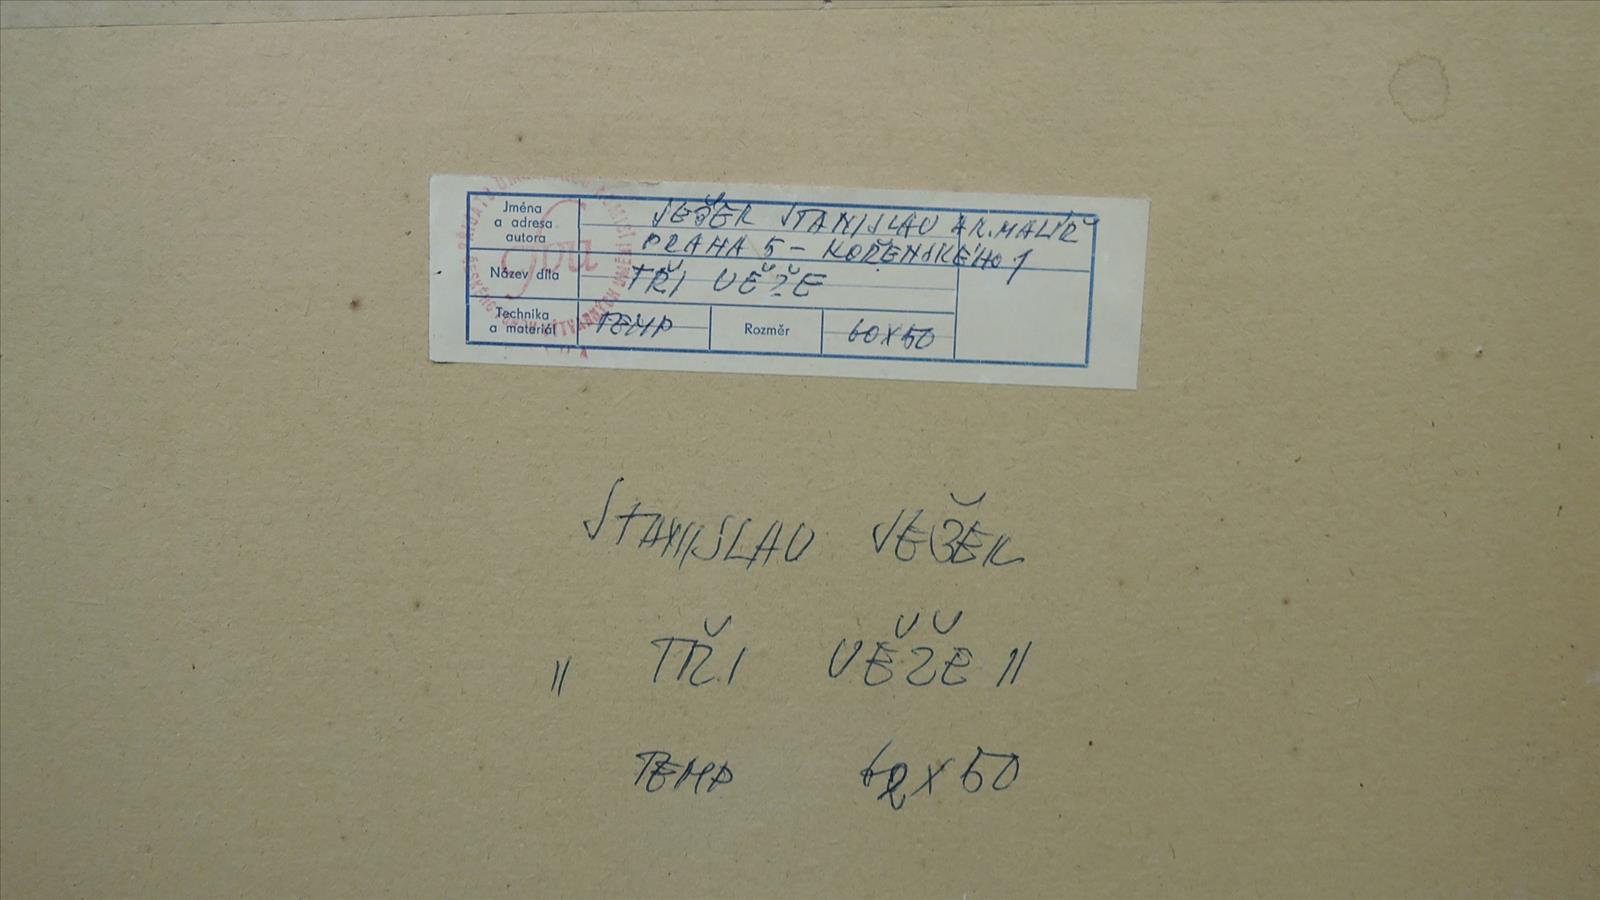 Jména
a adresa
autora
JEŽEK STANISLAV AK.MALÍŘ
PRAHA 5 - KOŘENSKÉHO 1
Název díla
TŘI VĚŽE
Technika
a materiál
TEMP
Rozměr
60X50
STANISLAV JEŽEK
" TŘI VĚŽE "
TEMP 60X50